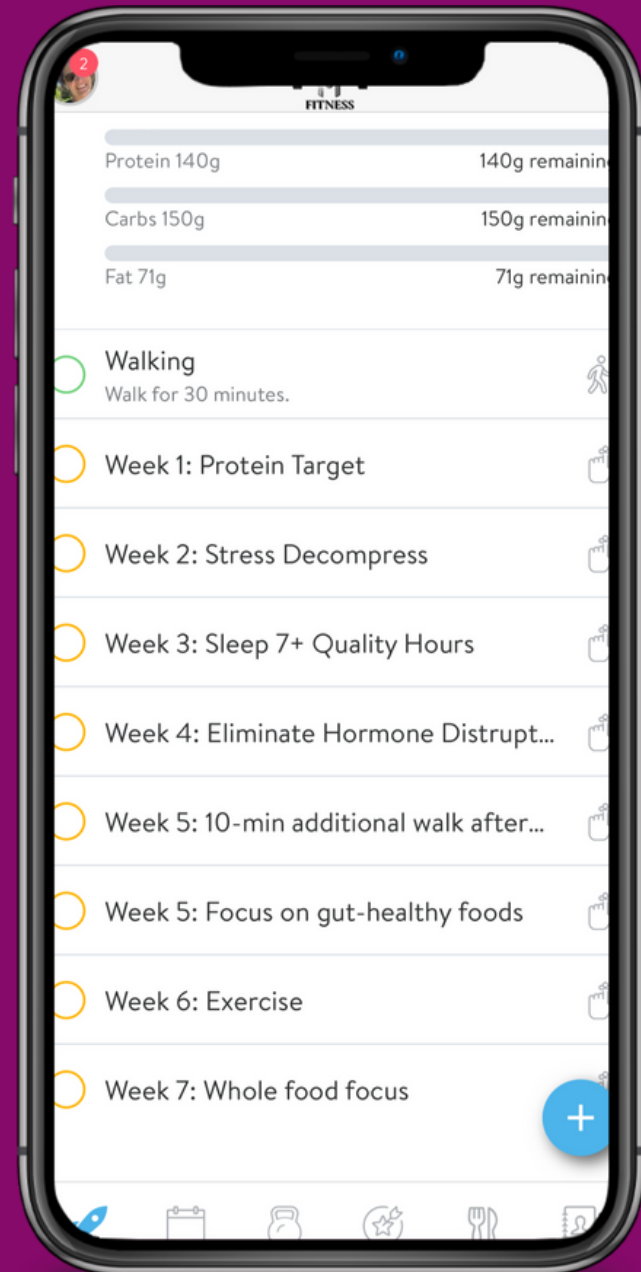 2
FITNESS
Protein 140g 140g remainin
Carbs 150g 150g remainin
Fat 71g 71g remainin
Walking
Walk for 30 minutes.
Week 1: Protein Target
Week 2: Stress Decompress
Week 3: Sleep 7+ Quality Hours
Week 4: Eliminate Hormone Distrupt...
Week 5: 10-min additional walk after...
Week 5: Focus on gut-healthy foods
Week 6: Exercise
Week 7: Whole food focus
+